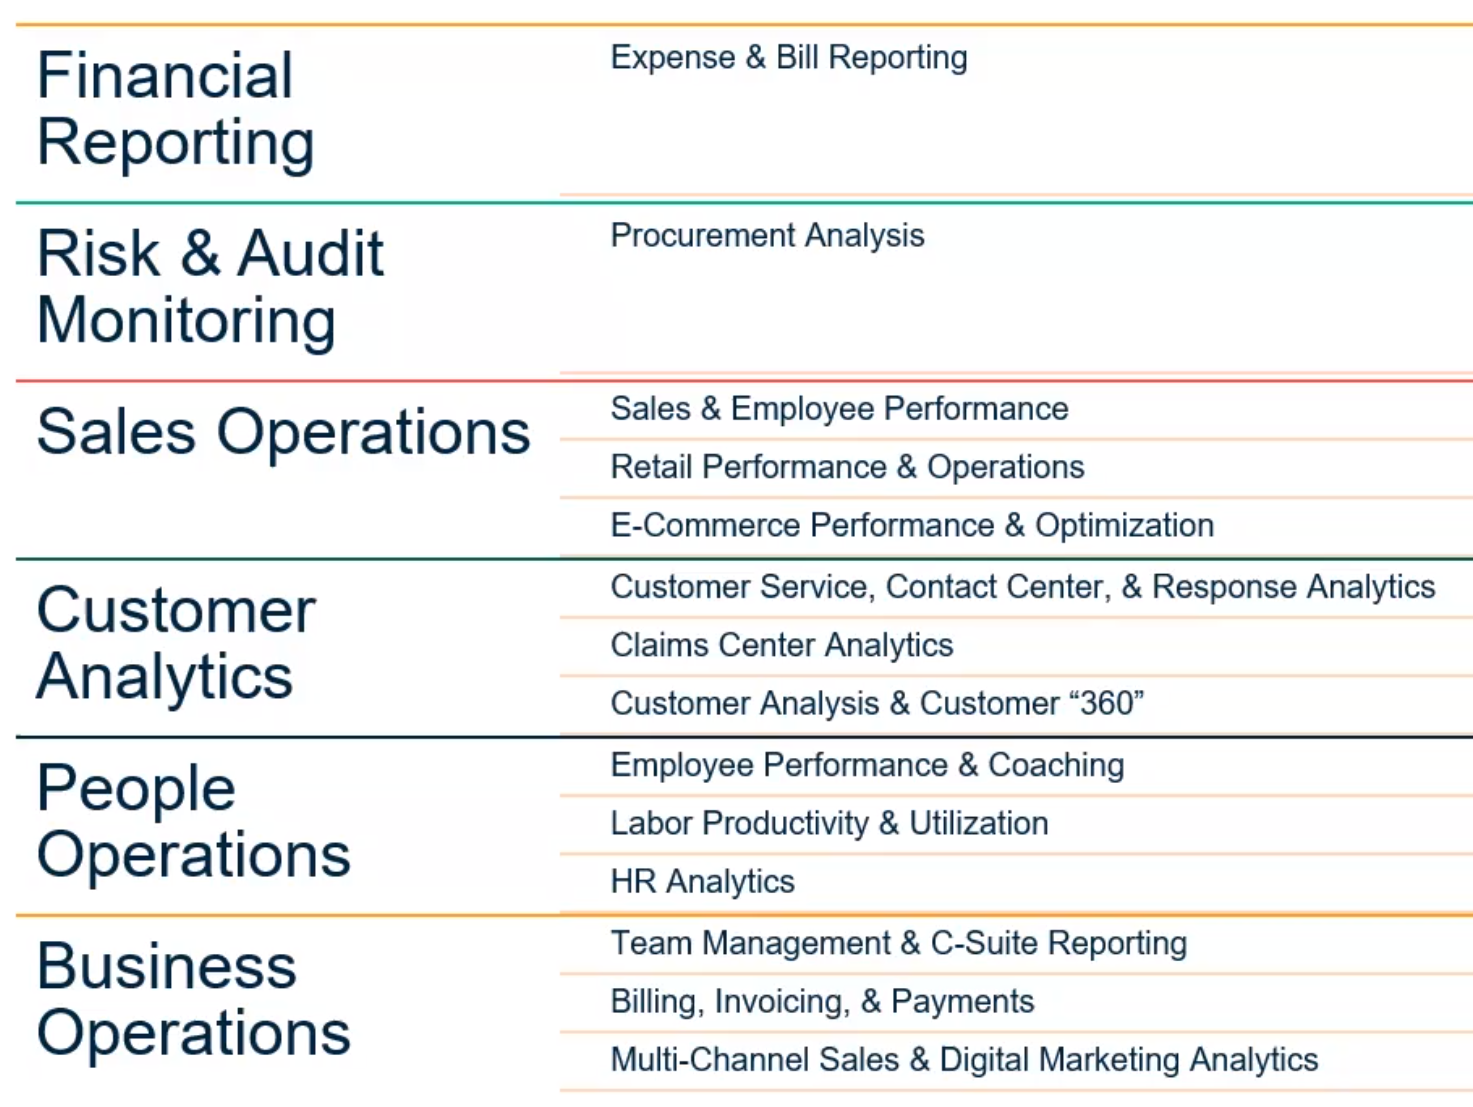 Financial
Reporting
Expense & Bill Reporting
Risk & Audit
Monitoring
Procurement Analysis
Sales Operations
Sales & Employee Performance
Retail Performance & Operations
E-Commerce Performance & Optimization
Customer
Analytics
Customer Service, Contact Center, & Response Analytics
Claims Center Analytics
Customer Analysis & Customer “360”
People
Operations
Employee Performance & Coaching
Labor Productivity & Utilization
HR Analytics
Business
Operations
Team Management & C-Suite Reporting
Billing, Invoicing, & Payments
Multi-Channel Sales & Digital Marketing Analytics